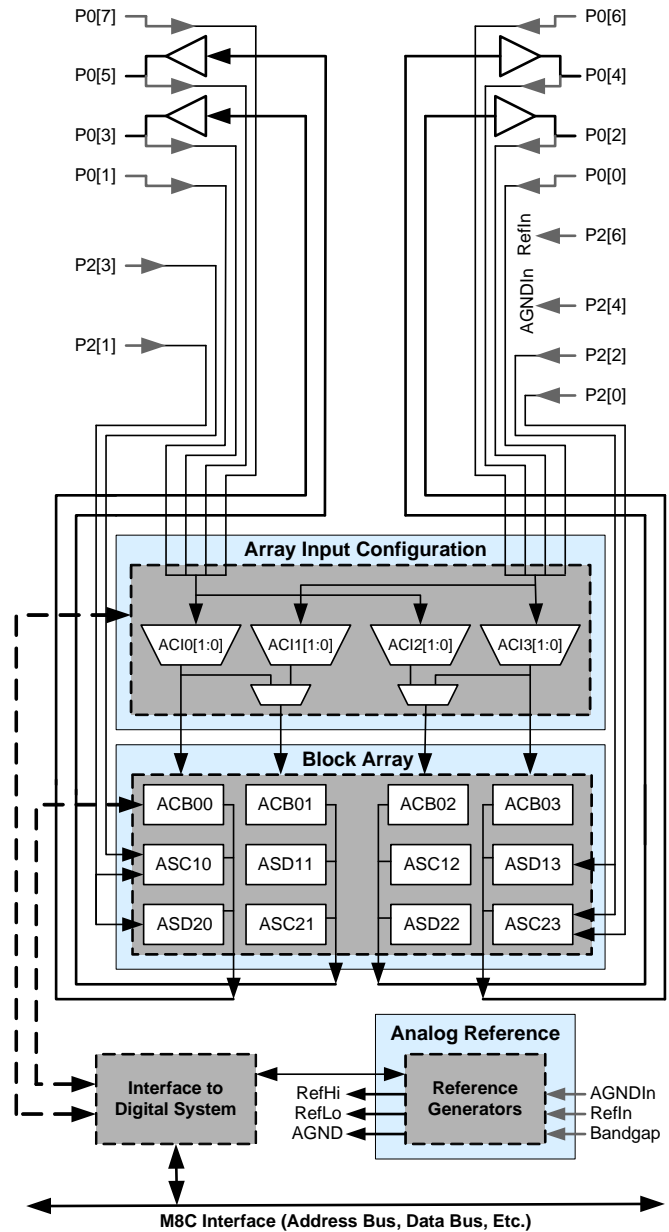 P0[7]
P0[5]
P0[3]
P0[1]
P2[3]
P2[1]
P0[6]
P0[4]
P0[2]
P0[0]
P2[6]
RefIn
P2[4]
AGNDIn
P2[2]
P2[0]
Array Input Configuration
ACI0[1:0] ACI1[1:0] ACI2[1:0] ACI3[1:0]
Block Array
ACB00 ACB01 ACB02 ACB03
ASC10 ASD11 ASC12 ASD13
ASD20 ASC21 ASD22 ASC23
Analog Reference
Interface to
Digital System
RefHi
RefLo
AGND
Reference
Generators
AGNDIn
RefIn
Bandgap
M8C Interface (Address Bus, Data Bus, Etc.)